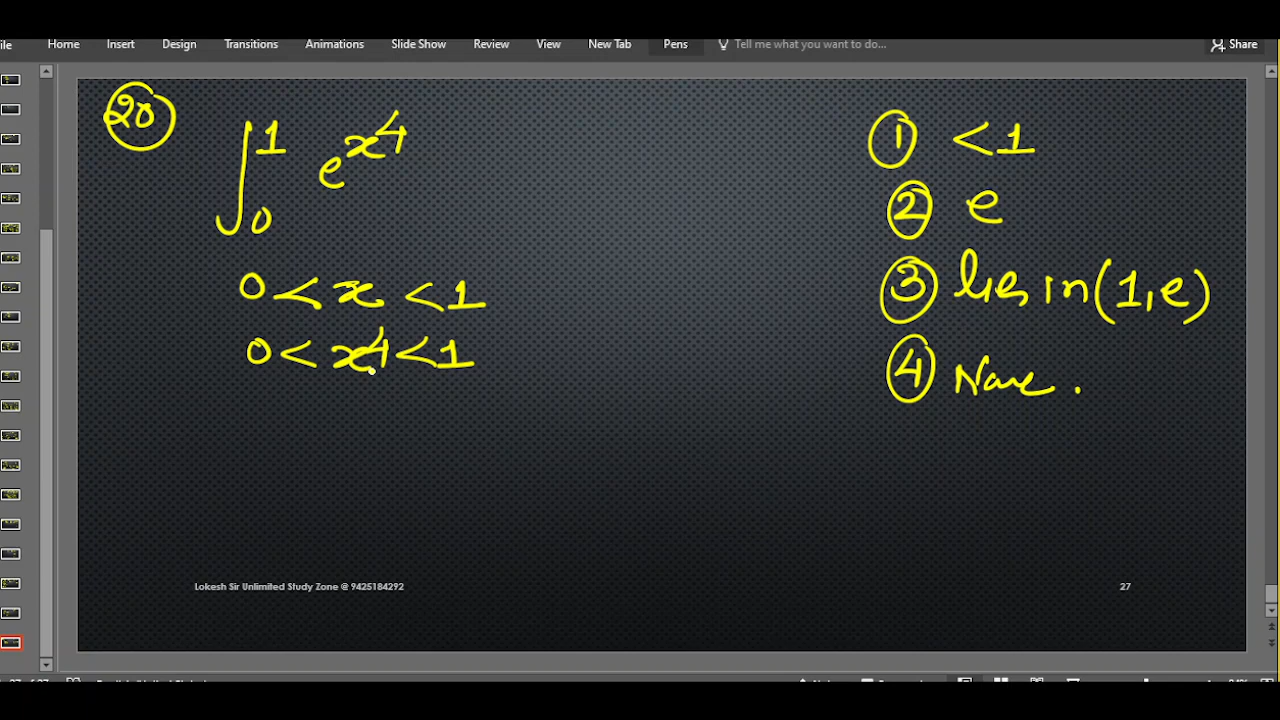 File Home Insert Design Transitions Animations Slide Show Review View New Tab Pens Tell me what you want to do... Share
20
∫₀¹ e^x^4
0 < x < 1
0 < x^4 < 1
① < 1
② e
③ lies in (1, e)
④ None .
Lokesh Sir Unlimited Study Zone @ 9425184292
27